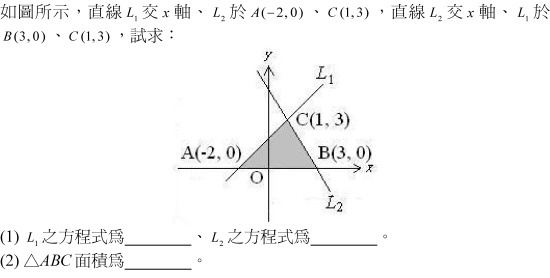 如圖所示，直線 L₁ 交 x 軸、 L₂ 於 A(−2,0) 、 C(1,3) ，直線 L₂ 交 x 軸、 L₁ 於
B(3,0) 、 C(1,3) ，試求：
y
L₁
C(1, 3)
A(-2, 0)
B(3, 0)
x
O
L₂
(1) L₁ 之方程式爲________、 L₂ 之方程式爲________。
(2) △ABC 面積爲________。